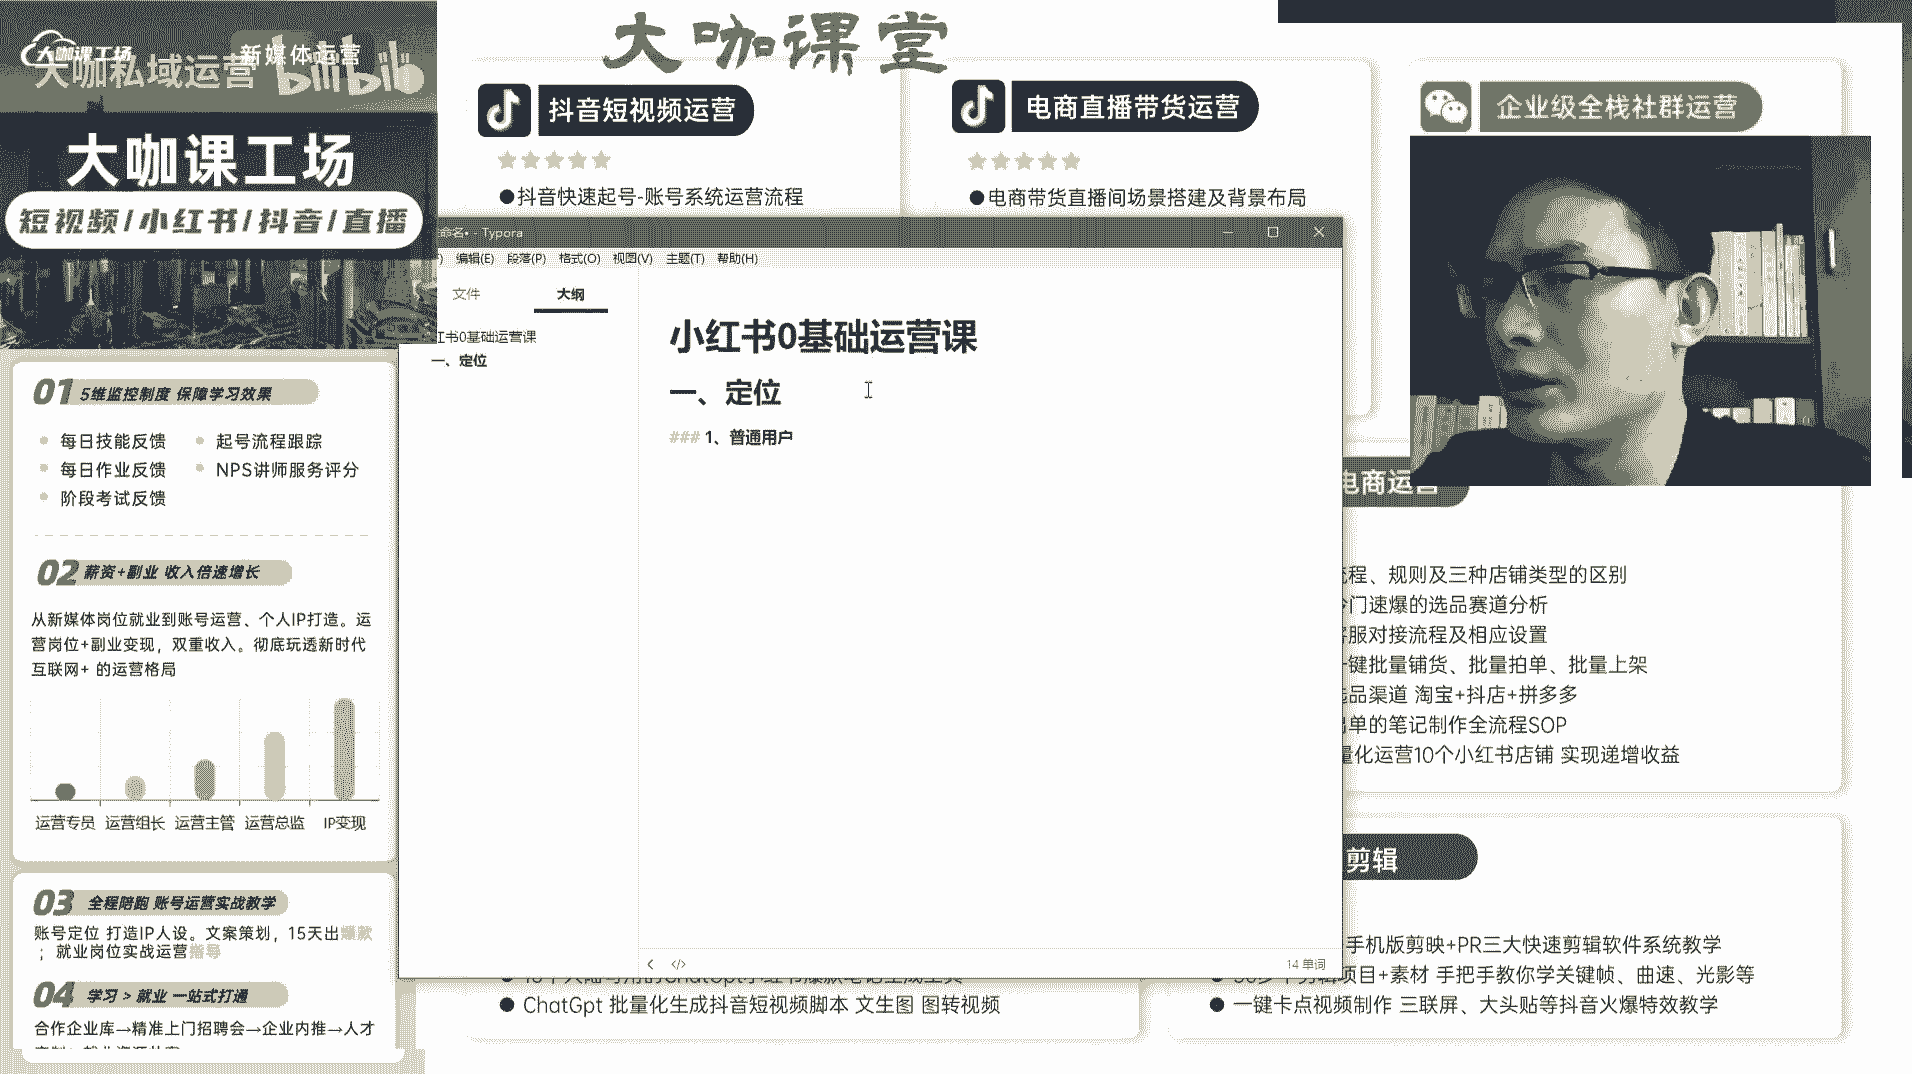 大咖课工场
新媒体运营
大咖私域运营
bilibili
大咖课工场
短视频/小红书/抖音/直播
大咖课堂
抖音短视频运营
●抖音快速起号-账号系统运营流程
电商直播带货运营
●电商带货直播间场景搭建及背景布局
企业级全栈社群运营
01 5维监控制度 保障学习效果
每日技能反馈
起号流程跟踪
每日作业反馈
NPS讲师服务评分
阶段考试反馈
02 薪资+副业 收入倍速增长
从新媒体岗位就业到账号运营、个人IP打造。运
营岗位+副业变现，双重收入。彻底玩透新时代
互联网+ 的运营格局
运营专员 运营组长 运营主管 运营总监 IP变现
03 全程陪跑 账号运营实战教学
账号定位 打造IP人设。文案策划，15天出爆款
；就业岗位实战运营指导
04 学习 > 就业 一站式打通
合作企业库→精准上门招聘会→企业内推→人才
命名• - Typora
编辑(E) 段落(P) 格式(O) 视图(V) 主题(T) 帮助(H)
文件 大纲
红书0基础运营课
一、定位
小红书0基础运营课
一、定位
### 1、普通用户
</> 14 单词
电商运营
流程、规则及三种店铺类型的区别
冷门速爆的选品赛道分析
客服对接流程及相应设置
一键批量铺货、批量拍单、批量上架
选品渠道 淘宝+抖店+拼多多
出单的笔记制作全流程SOP
量化运营10个小红书店铺 实现递增收益
剪辑
手机版剪映+PR三大快速剪辑软件系统教学
项目+素材 手把手教你学关键帧、曲速、光影等
● 一键卡点视频制作 三联屏、大头贴等抖音火爆特效教学
● ChatGpt 批量化生成抖音短视频脚本 文生图 图转视频